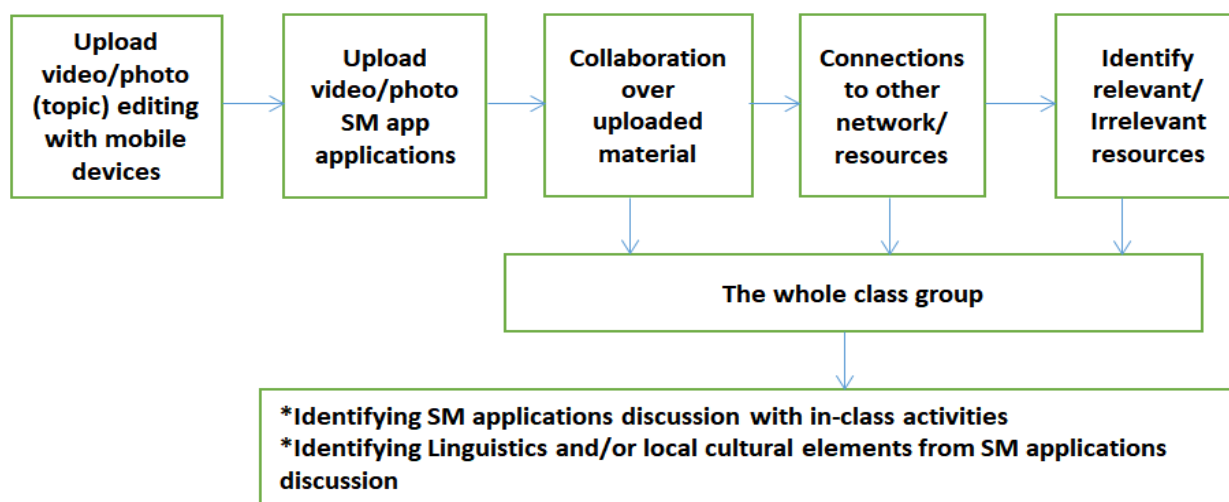 Upload
video/photo
(topic) editing
with mobile
devices
Upload
video/photo
SM app
applications
Collaboration
over
uploaded
material
Connections
to other
network/
resources
Identify
relevant/
Irrelevant
resources
The whole class group
*Identifying SM applications discussion with in-class activities
*Identifying Linguistics and/or local cultural elements from SM applications
discussion